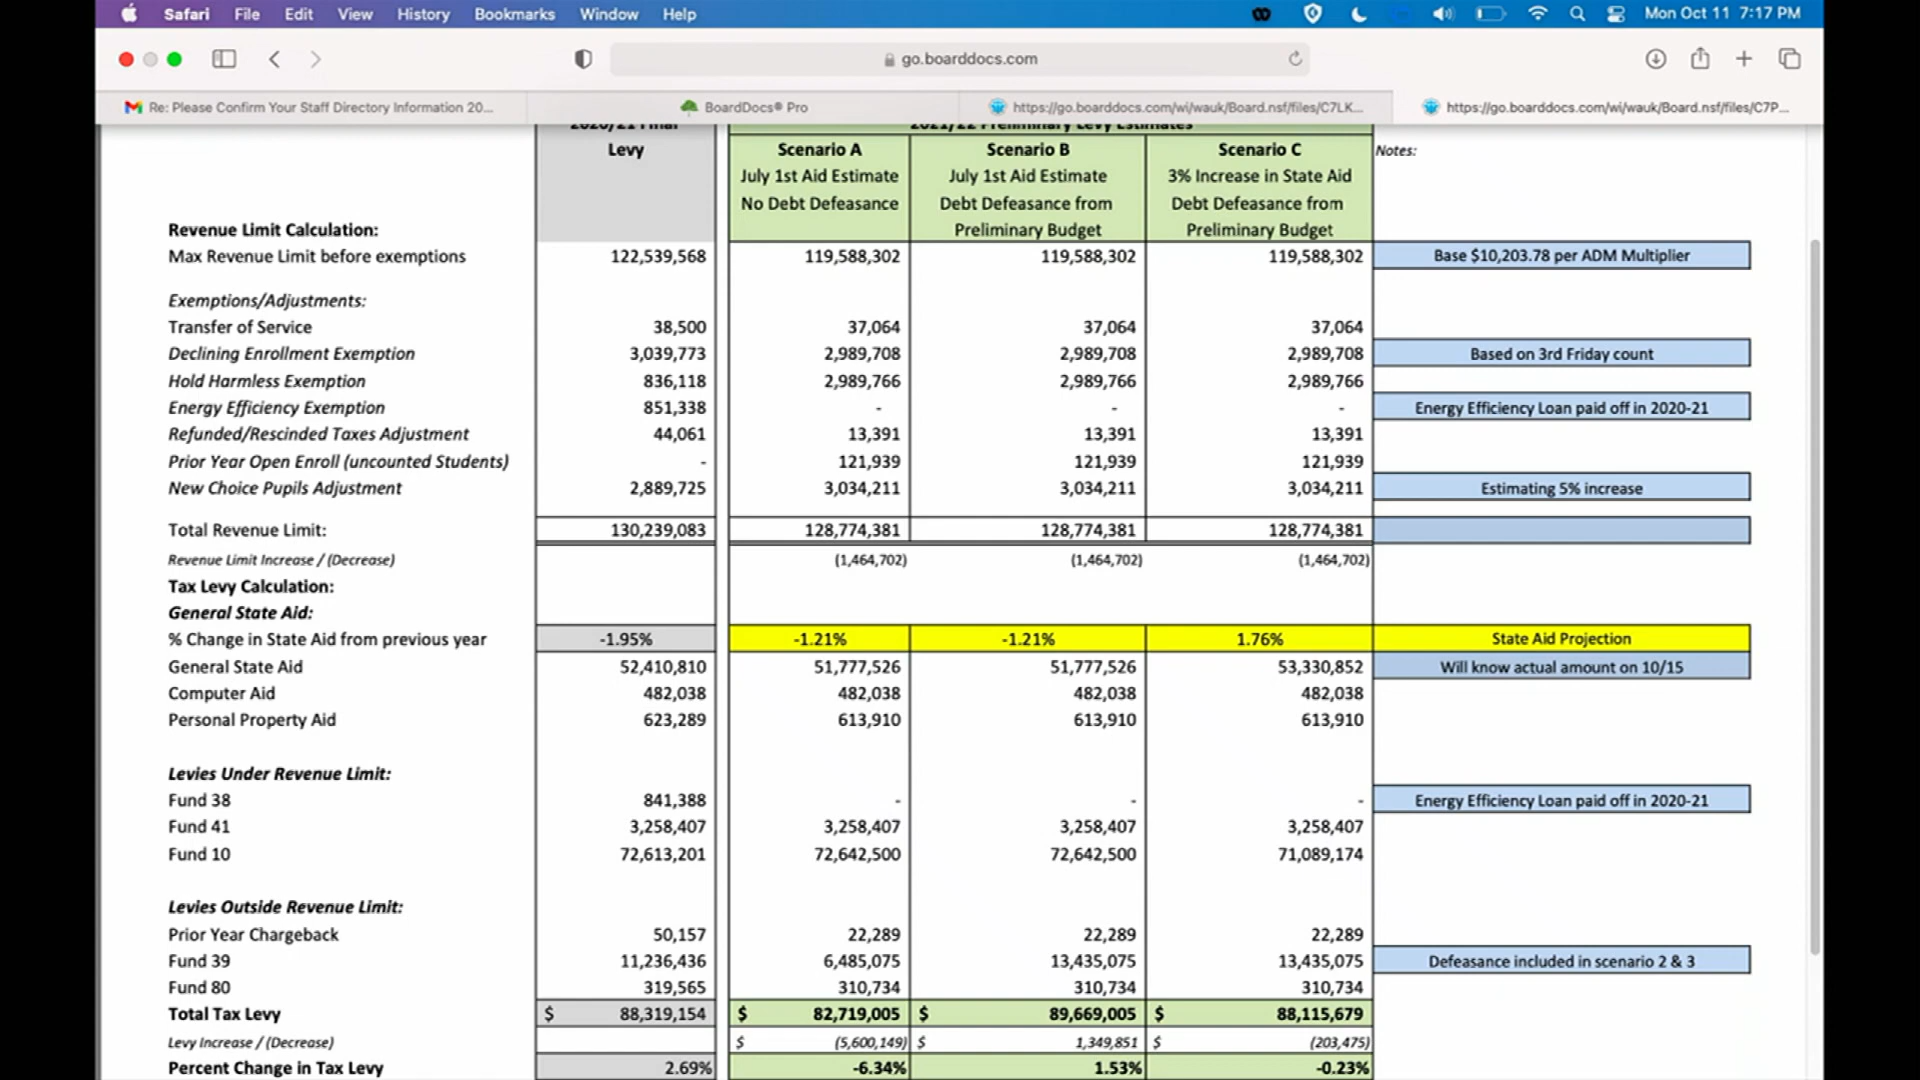 Safari File Edit View History Bookmarks Window Help Mon Oct 11 7:17 PM
go.boarddocs.com
Re: Please Confirm Your Staff Directory Information 20... BoardDocs® Pro https://go.boarddocs.com/wi/wauk/Board.nsf/files/C7LK... https://go.boarddocs.com/wi/wauk/Board.nsf/files/C7P...
2020/21 Final 2021/22 Preliminary Levy Estimates
Levy Scenario A Scenario B Scenario C Notes:
July 1st Aid Estimate July 1st Aid Estimate 3% Increase in State Aid
No Debt Defeasance Debt Defeasance from Debt Defeasance from
Revenue Limit Calculation: Preliminary Budget Preliminary Budget
Max Revenue Limit before exemptions 122,539,568 119,588,302 119,588,302 119,588,302 Base $10,203.78 per ADM Multiplier
Exemptions/Adjustments:
Transfer of Service 38,500 37,064 37,064 37,064
Declining Enrollment Exemption 3,039,773 2,989,708 2,989,708 2,989,708 Based on 3rd Friday count
Hold Harmless Exemption 836,118 2,989,766 2,989,766 2,989,766
Energy Efficiency Exemption 851,338 - - - Energy Efficiency Loan paid off in 2020-21
Refunded/Rescinded Taxes Adjustment 44,061 13,391 13,391 13,391
Prior Year Open Enroll (uncounted Students) - 121,939 121,939 121,939
New Choice Pupils Adjustment 2,889,725 3,034,211 3,034,211 3,034,211 Estimating 5% increase
Total Revenue Limit: 130,239,083 128,774,381 128,774,381 128,774,381
Revenue Limit Increase / (Decrease) (1,464,702) (1,464,702) (1,464,702)
Tax Levy Calculation:
General State Aid:
% Change in State Aid from previous year -1.95% -1.21% -1.21% 1.76% State Aid Projection
General State Aid 52,410,810 51,777,526 51,777,526 53,330,852 Will know actual amount on 10/15
Computer Aid 482,038 482,038 482,038 482,038
Personal Property Aid 623,289 613,910 613,910 613,910
Levies Under Revenue Limit:
Fund 38 841,388 - - - Energy Efficiency Loan paid off in 2020-21
Fund 41 3,258,407 3,258,407 3,258,407 3,258,407
Fund 10 72,613,201 72,642,500 72,642,500 71,089,174
Levies Outside Revenue Limit:
Prior Year Chargeback 50,157 22,289 22,289 22,289
Fund 39 11,236,436 6,485,075 13,435,075 13,435,075 Defeasance included in scenario 2 & 3
Fund 80 319,565 310,734 310,734 310,734
Total Tax Levy $ 88,319,154 $ 82,719,005 $ 89,669,005 $ 88,115,679
Levy Increase / (Decrease) $ (5,600,149) $ 1,349,851 $ (203,475)
Percent Change in Tax Levy 2.69% -6.34% 1.53% -0.23%